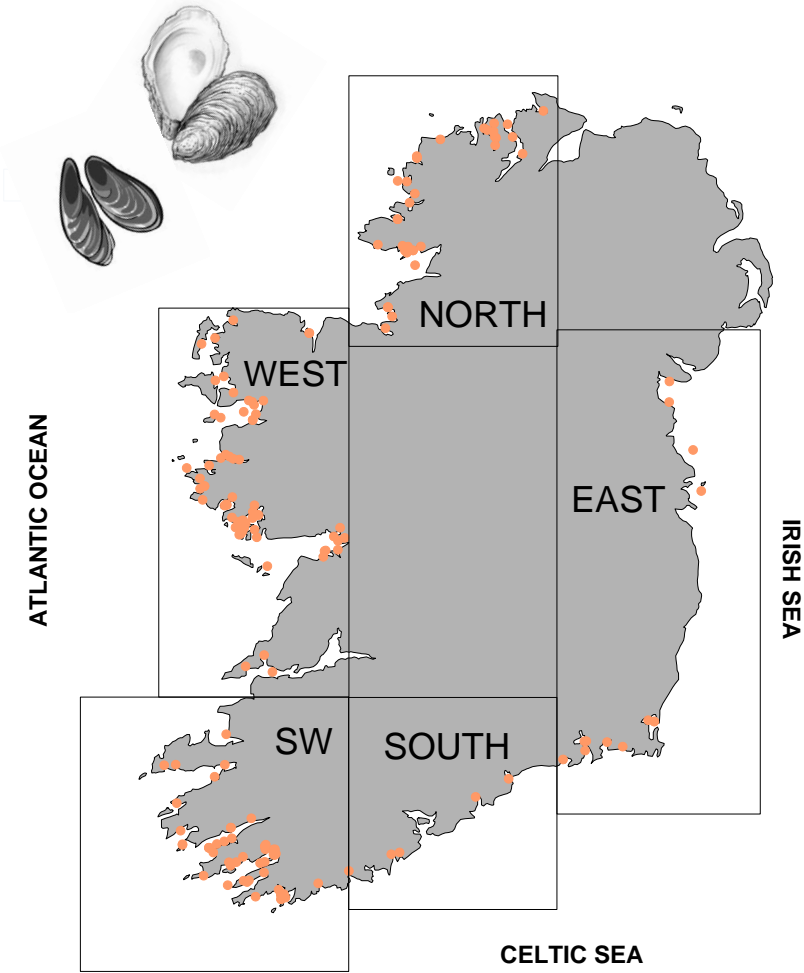 NORTH
WEST
EAST
SW
SOUTH
ATLANTIC OCEAN
IRISH SEA
CELTIC SEA